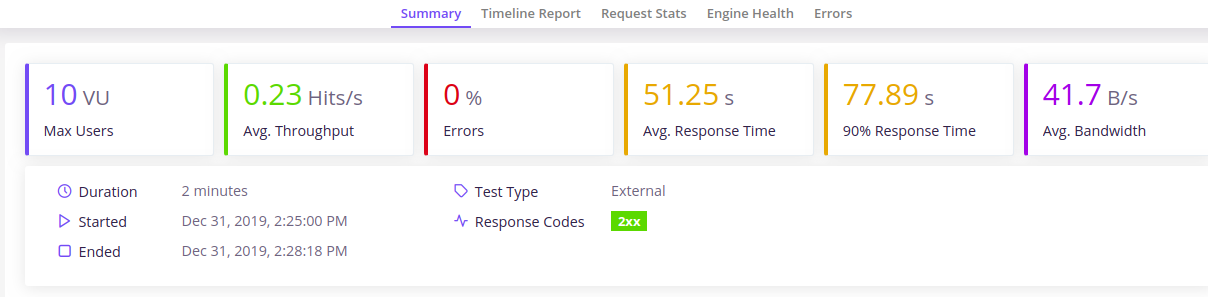 Summary Timeline Report Request Stats Engine Health Errors
10 VU 0.23 Hits/s 0 % 51.25 s 77.89 s 41.7 B/s
Max Users Avg. Throughput Errors Avg. Response Time 90% Response Time Avg. Bandwidth
Duration 2 minutes Test Type External
Started Dec 31, 2019, 2:25:00 PM Response Codes 2xx
Ended Dec 31, 2019, 2:28:18 PM